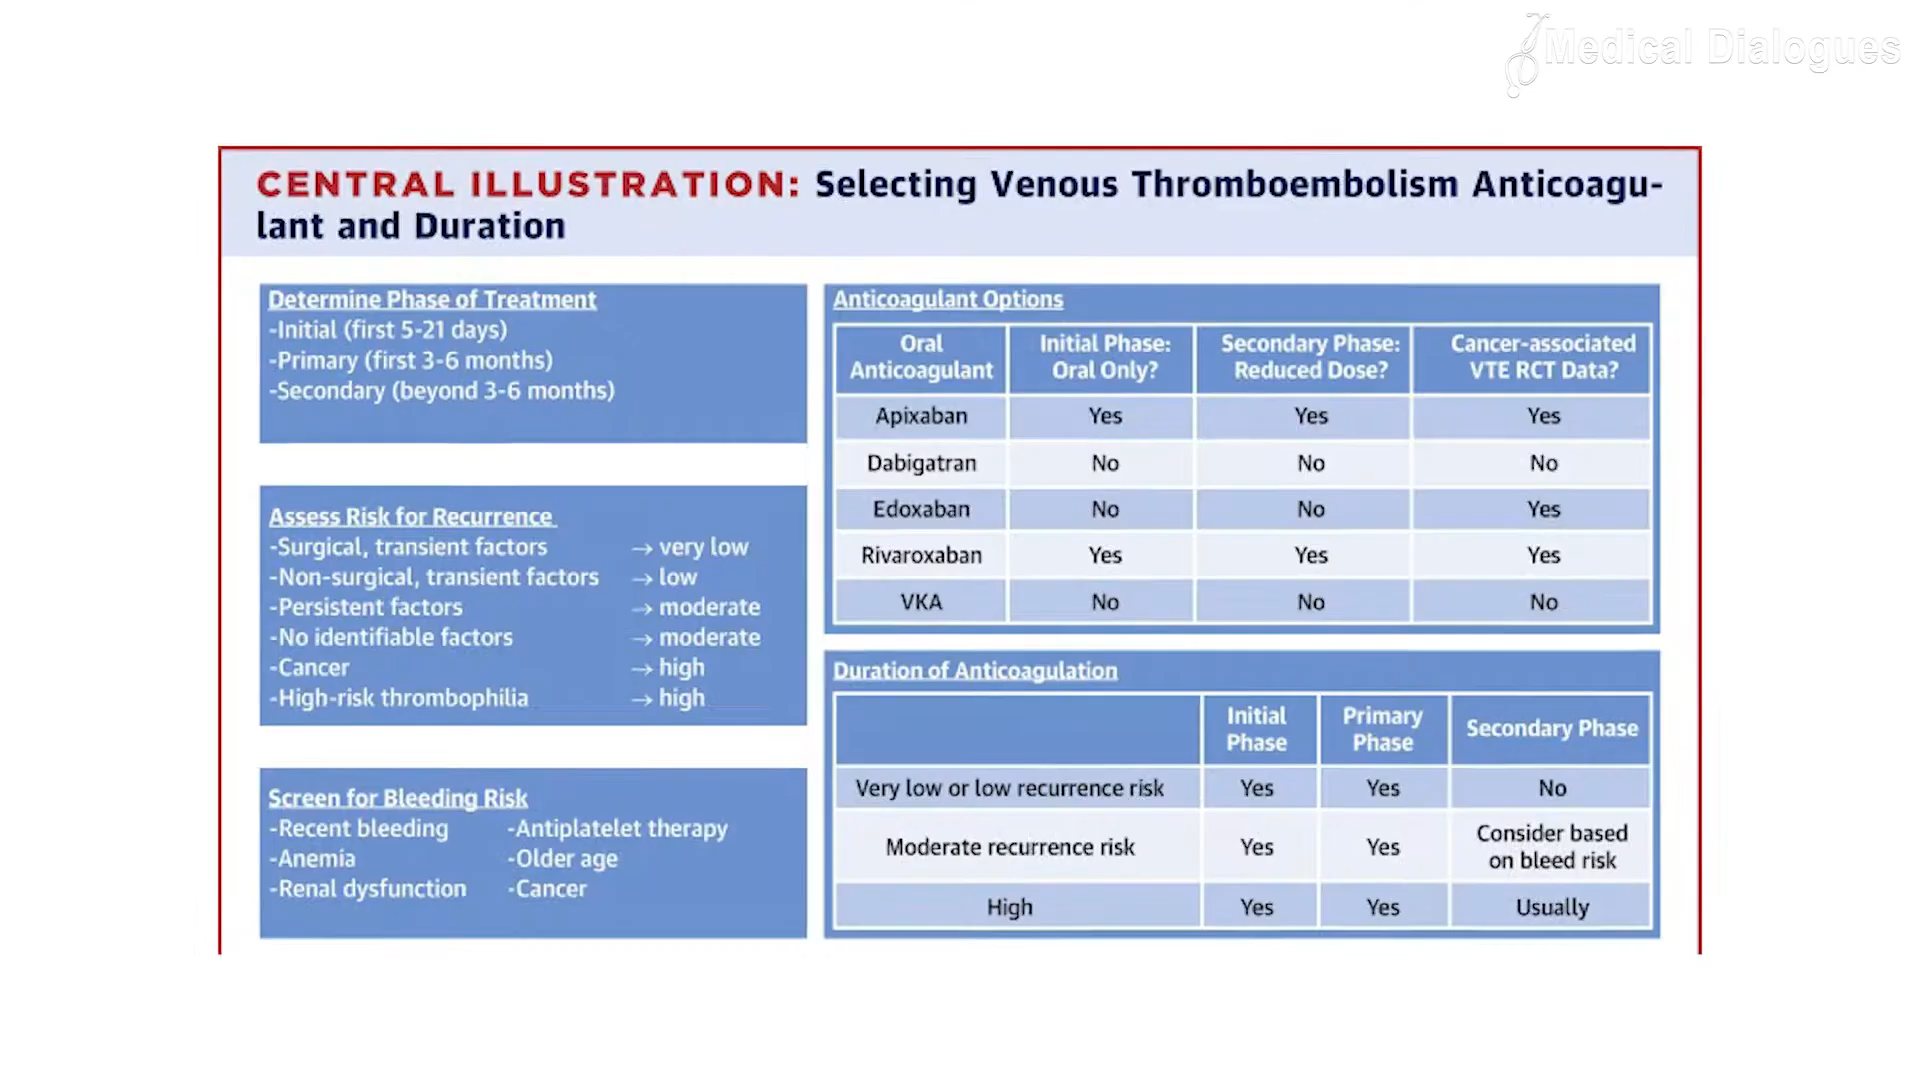 Medical Dialogues
CENTRAL ILLUSTRATION: Selecting Venous Thromboembolism Anticoagu-
lant and Duration
Determine Phase of Treatment
-Initial (first 5-21 days)
-Primary (first 3-6 months)
-Secondary (beyond 3-6 months)
Assess Risk for Recurrence
-Surgical, transient factors → very low
-Non-surgical, transient factors → low
-Persistent factors → moderate
-No identifiable factors → moderate
-Cancer → high
-High-risk thrombophilia → high
Screen for Bleeding Risk
-Recent bleeding -Antiplatelet therapy
-Anemia -Older age
-Renal dysfunction -Cancer
Anticoagulant Options
Oral Initial Phase: Secondary Phase: Cancer-associated
Anticoagulant Oral Only? Reduced Dose? VTE RCT Data?
Apixaban Yes Yes Yes
Dabigatran No No No
Edoxaban No No Yes
Rivaroxaban Yes Yes Yes
VKA No No No
Duration of Anticoagulation
Initial Primary Secondary Phase
Phase Phase
Very low or low recurrence risk Yes Yes No
Moderate recurrence risk Yes Yes Consider based
on bleed risk
High Yes Yes Usually